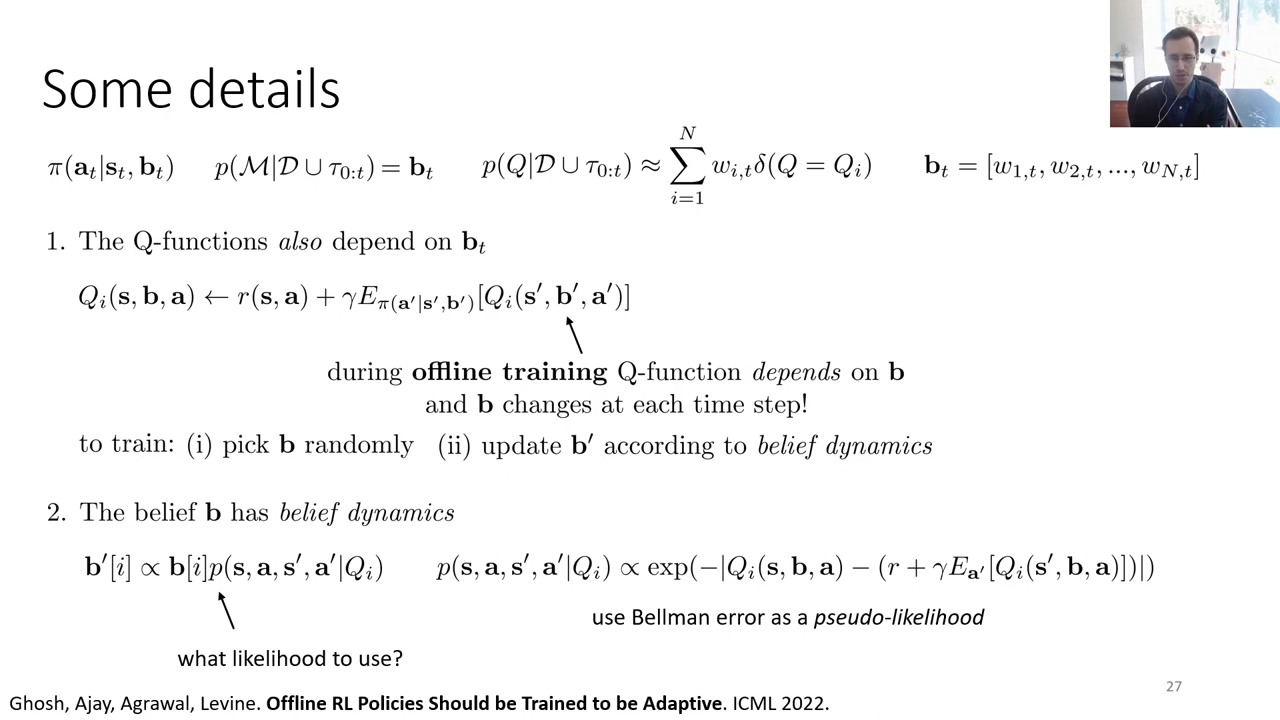 Some details
π(a_t|s_t, b_t) p(M|D ∪ τ_{0:t}) = b_t p(Q|D ∪ τ_{0:t}) ≈ ∑_{i=1}^{N} w_{i,t}δ(Q = Q_i) b_t = [w_{1,t}, w_{2,t}, ..., w_{N,t}]
1. The Q-functions also depend on b_t
Q_i(s, b, a) ← r(s, a) + γE_{π(a′|s′,b′)}[Q_i(s′, b′, a′)]
during offline training Q-function depends on b
and b changes at each time step!
to train: (i) pick b randomly (ii) update b′ according to belief dynamics
2. The belief b has belief dynamics
b′[i] ∝ b[i]p(s, a, s′, a′|Q_i) p(s, a, s′, a′|Q_i) ∝ exp(−|Q_i(s, b, a) − (r + γE_{a′}[Q_i(s′, b, a)])|)
use Bellman error as a pseudo-likelihood
what likelihood to use?
27
Ghosh, Ajay, Agrawal, Levine. Offline RL Policies Should be Trained to be Adaptive. ICML 2022.